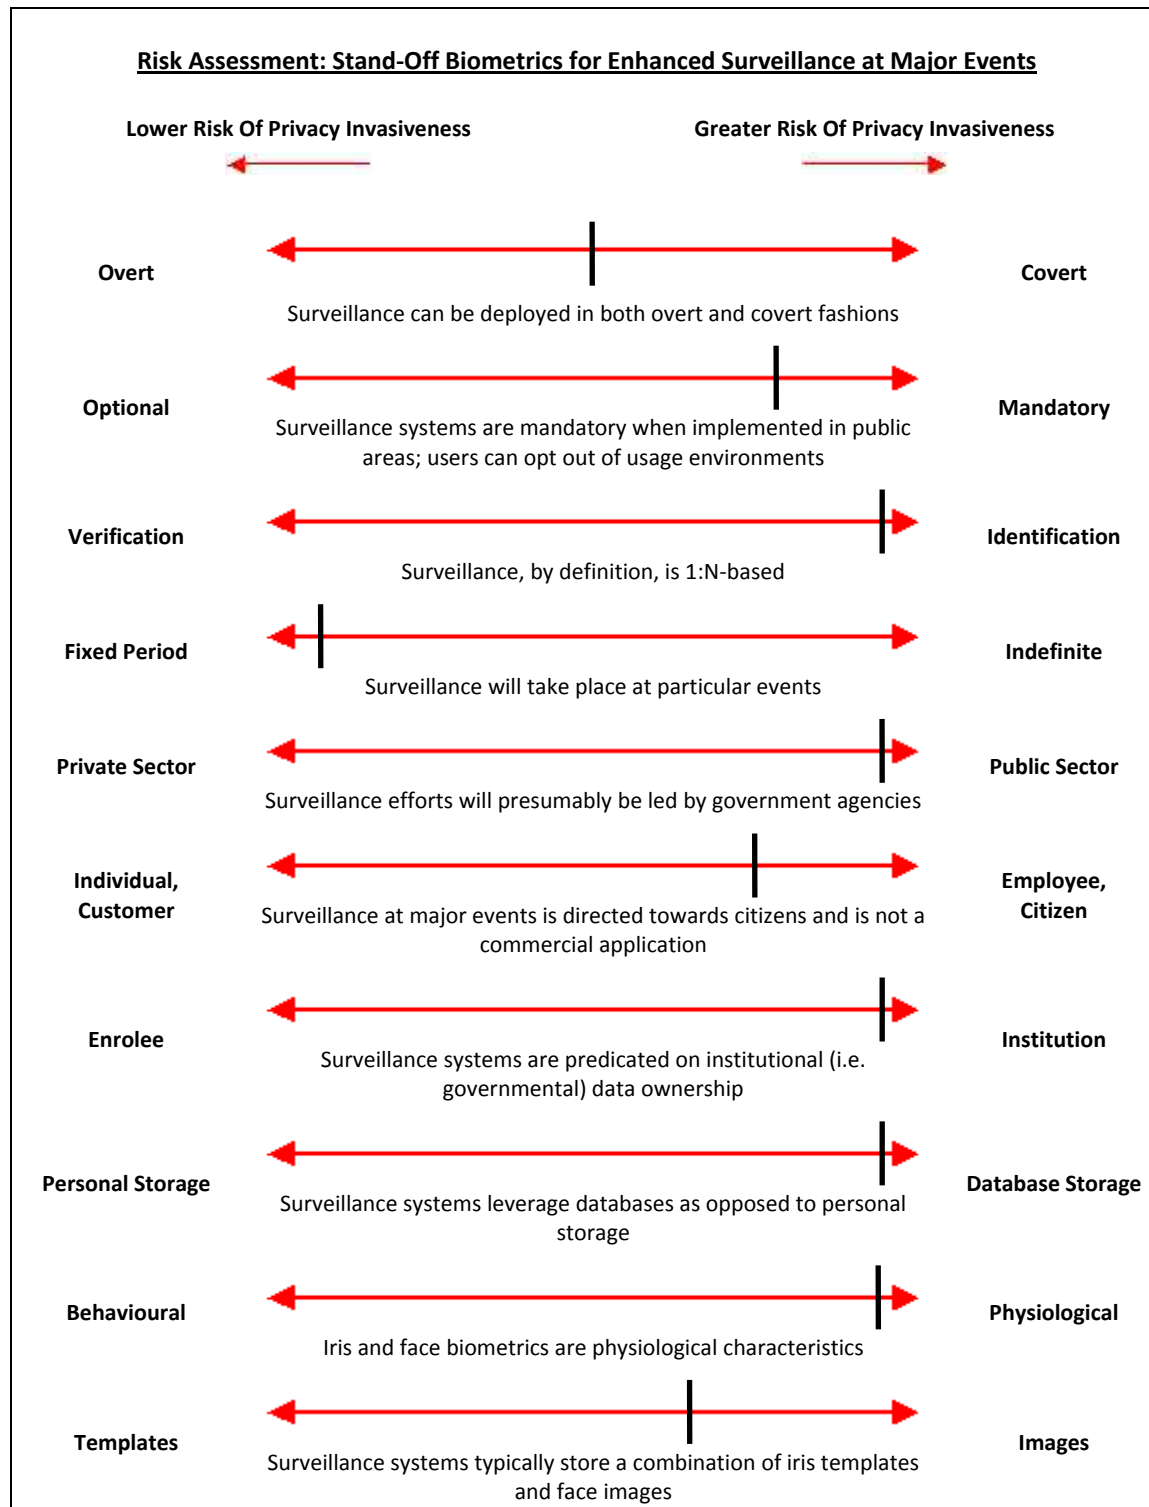 Risk Assessment: Stand-Off Biometrics for Enhanced Surveillance at Major Events
Lower Risk Of Privacy Invasiveness
Greater Risk Of Privacy Invasiveness
Overt
Covert
Surveillance can be deployed in both overt and covert fashions
Optional
Mandatory
Surveillance systems are mandatory when implemented in public
areas; users can opt out of usage environments
Verification
Identification
Surveillance, by definition, is 1:N-based
Fixed Period
Indefinite
Surveillance will take place at particular events
Private Sector
Public Sector
Surveillance efforts will presumably be led by government agencies
Individual,
Customer
Employee,
Citizen
Surveillance at major events is directed towards citizens and is not a
commercial application
Enrolee
Institution
Surveillance systems are predicated on institutional (i.e.
governmental) data ownership
Personal Storage
Database Storage
Surveillance systems leverage databases as opposed to personal
storage
Behavioural
Physiological
Iris and face biometrics are physiological characteristics
Templates
Images
Surveillance systems typically store a combination of iris templates
and face images